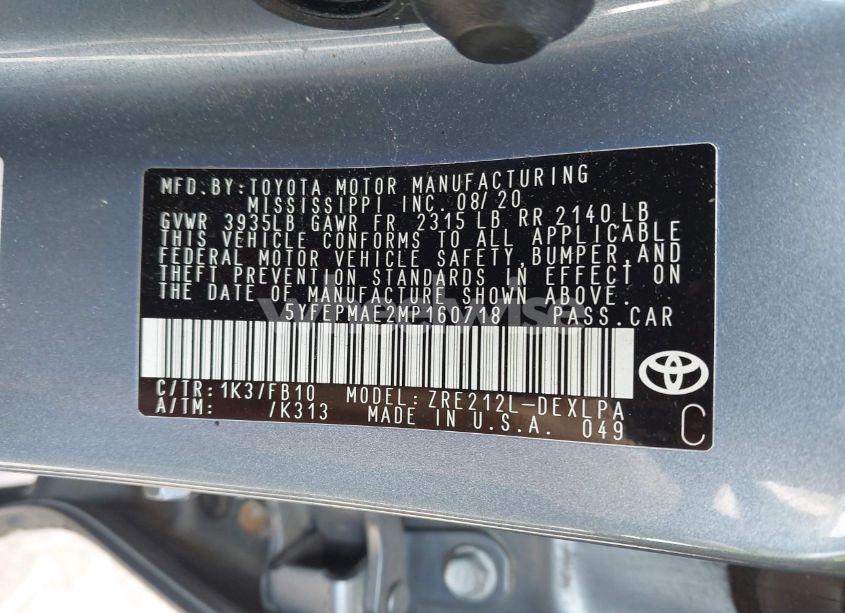 MFD. BY: TOYOTA MOTOR MANUFACTURING
MISSISSIPPI INC. 08/20
GVWR 3935LB GAWR FR 2315 LB RR 2140 LB
THIS VEHICLE CONFORMS TO ALL APPLICABLE
FEDERAL MOTOR VEHICLE SAFETY, BUMPER, AND
THEFT PREVENTION STANDARDS IN EFFECT ON
THE DATE OF MANUFACTURE SHOWN ABOVE.
5YFEPMAE2MP160718 PASS. CAR
C/TR: 1K3/FB10 MODEL: ZRE212L-DEXLPA
A/TM: /K313 MADE IN U.S.A. 049
C